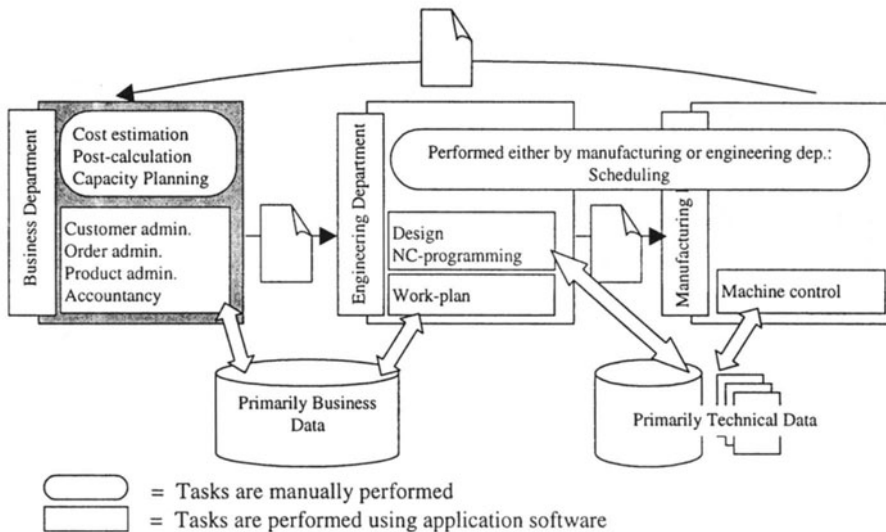 Business Department
Cost estimation
Post-calculation
Capacity Planning
Customer admin.
Order admin.
Product admin.
Accountancy
Engineering Department
Performed either by manufacturing or engineering dep.:
Scheduling
Design
NC-programming
Work-plan
Manufacturing
Machine control
Primarily Business
Data
Primarily Technical Data
= Tasks are manually performed
= Tasks are performed using application software